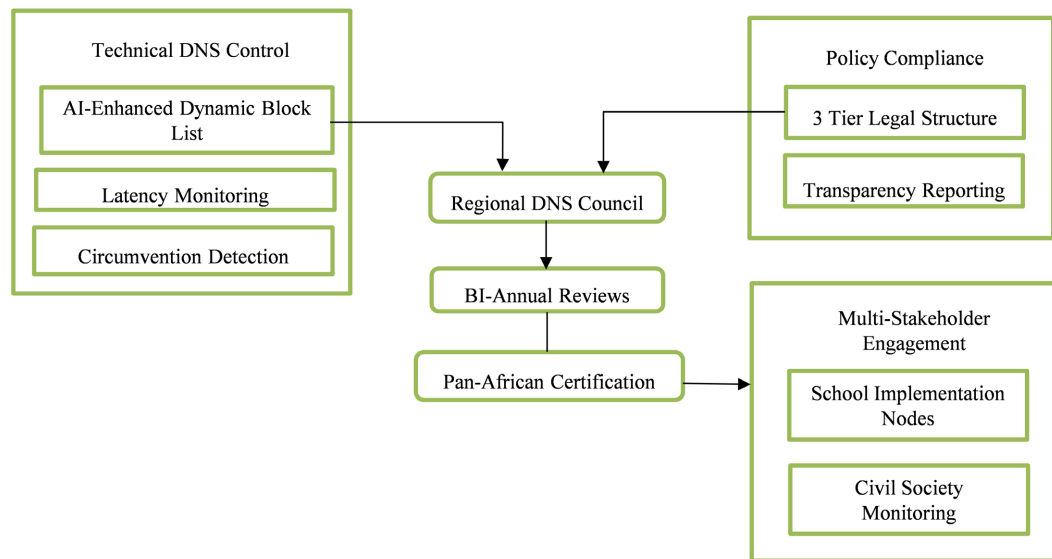 Technical DNS Control
AI-Enhanced Dynamic Block
List
Latency Monitoring
Circumvention Detection
Policy Compliance
3 Tier Legal Structure
Transparency Reporting
Regional DNS Council
BI-Annual Reviews
Pan-African Certification
Multi-Stakeholder
Engagement
School Implementation
Nodes
Civil Society
Monitoring